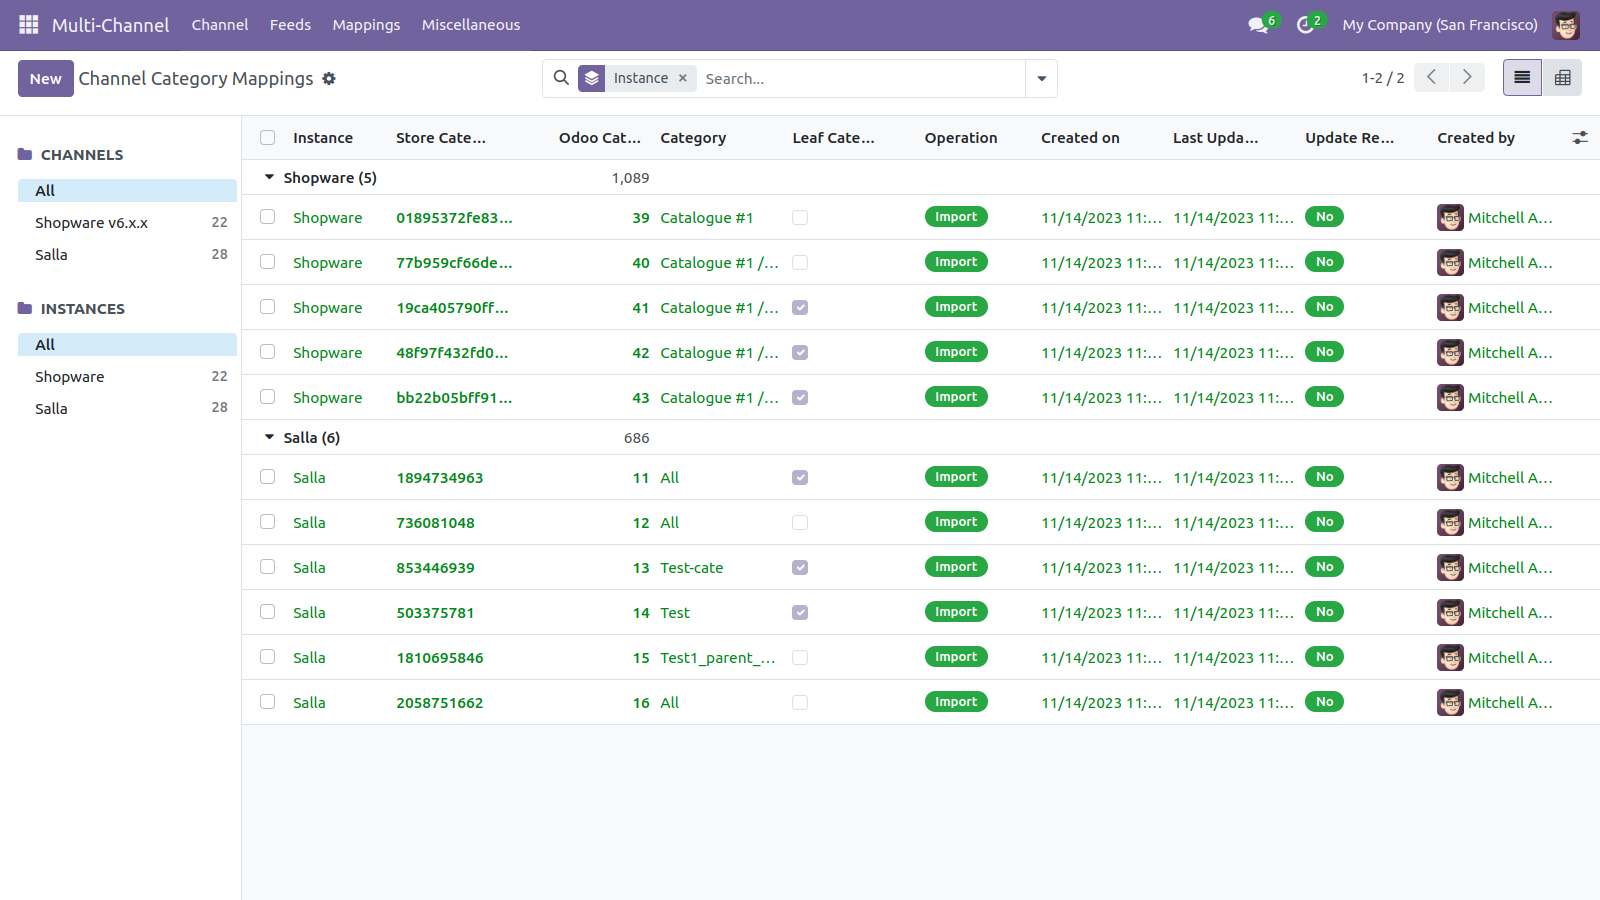 Multi-Channel Channel Feeds Mappings Miscellaneous 6 2 My Company (San Francisco)
New Channel Category Mappings Instance × Search... 1-2 / 2
CHANNELS
All
Shopware v6.x.x 22
Salla 28
INSTANCES
All
Shopware 22
Salla 28
Instance Store Cate... Odoo Cat... Category Leaf Cate... Operation Created on Last Upda... Update Re... Created by
Shopware (5) 1,089
Shopware 01895372fe83... 39 Catalogue #1 Import 11/14/2023 11:... 11/14/2023 11:... No Mitchell A...
Shopware 77b959cf66de... 40 Catalogue #1 /... Import 11/14/2023 11:... 11/14/2023 11:... No Mitchell A...
Shopware 19ca405790ff... 41 Catalogue #1 /... Import 11/14/2023 11:... 11/14/2023 11:... No Mitchell A...
Shopware 48f97f432fd0... 42 Catalogue #1 /... Import 11/14/2023 11:... 11/14/2023 11:... No Mitchell A...
Shopware bb22b05bff91... 43 Catalogue #1 /... Import 11/14/2023 11:... 11/14/2023 11:... No Mitchell A...
Salla (6) 686
Salla 1894734963 11 All Import 11/14/2023 11:... 11/14/2023 11:... No Mitchell A...
Salla 736081048 12 All Import 11/14/2023 11:... 11/14/2023 11:... No Mitchell A...
Salla 853446939 13 Test-cate Import 11/14/2023 11:... 11/14/2023 11:... No Mitchell A...
Salla 503375781 14 Test Import 11/14/2023 11:... 11/14/2023 11:... No Mitchell A...
Salla 1810695846 15 Test1_parent_... Import 11/14/2023 11:... 11/14/2023 11:... No Mitchell A...
Salla 2058751662 16 All Import 11/14/2023 11:... 11/14/2023 11:... No Mitchell A...